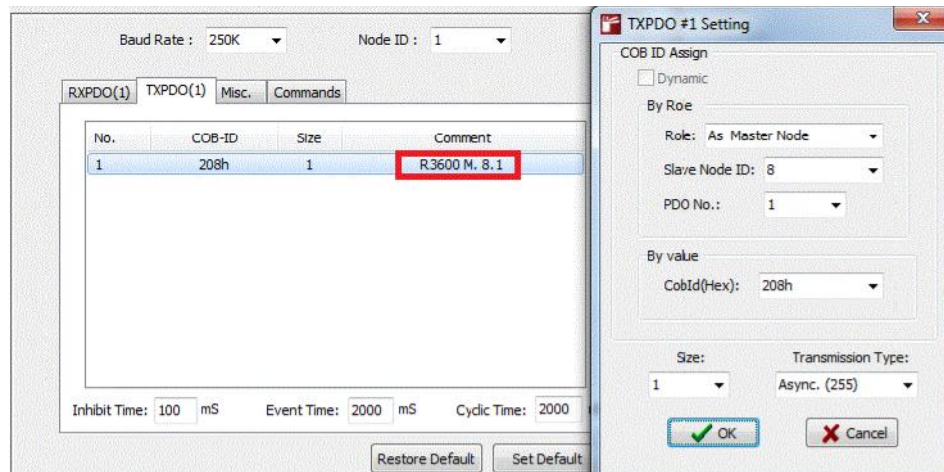 Baud Rate : 250K Node ID : 1
RXPDO(1) TXPDO(1) Misc. Commands
No. COB-ID Size Comment
1 208h 1 R3600 M. 8.1
Inhibit Time: 100 mS Event Time: 2000 mS Cyclic Time: 2000
Restore Default Set Default
TXPDO #1 Setting
COB ID Assign
Dynamic
By Roe
Role: As Master Node
Slave Node ID: 8
PDO No.: 1
By value
CobId(Hex): 208h
Size: Transmission Type:
1 Async. (255)
OK Cancel